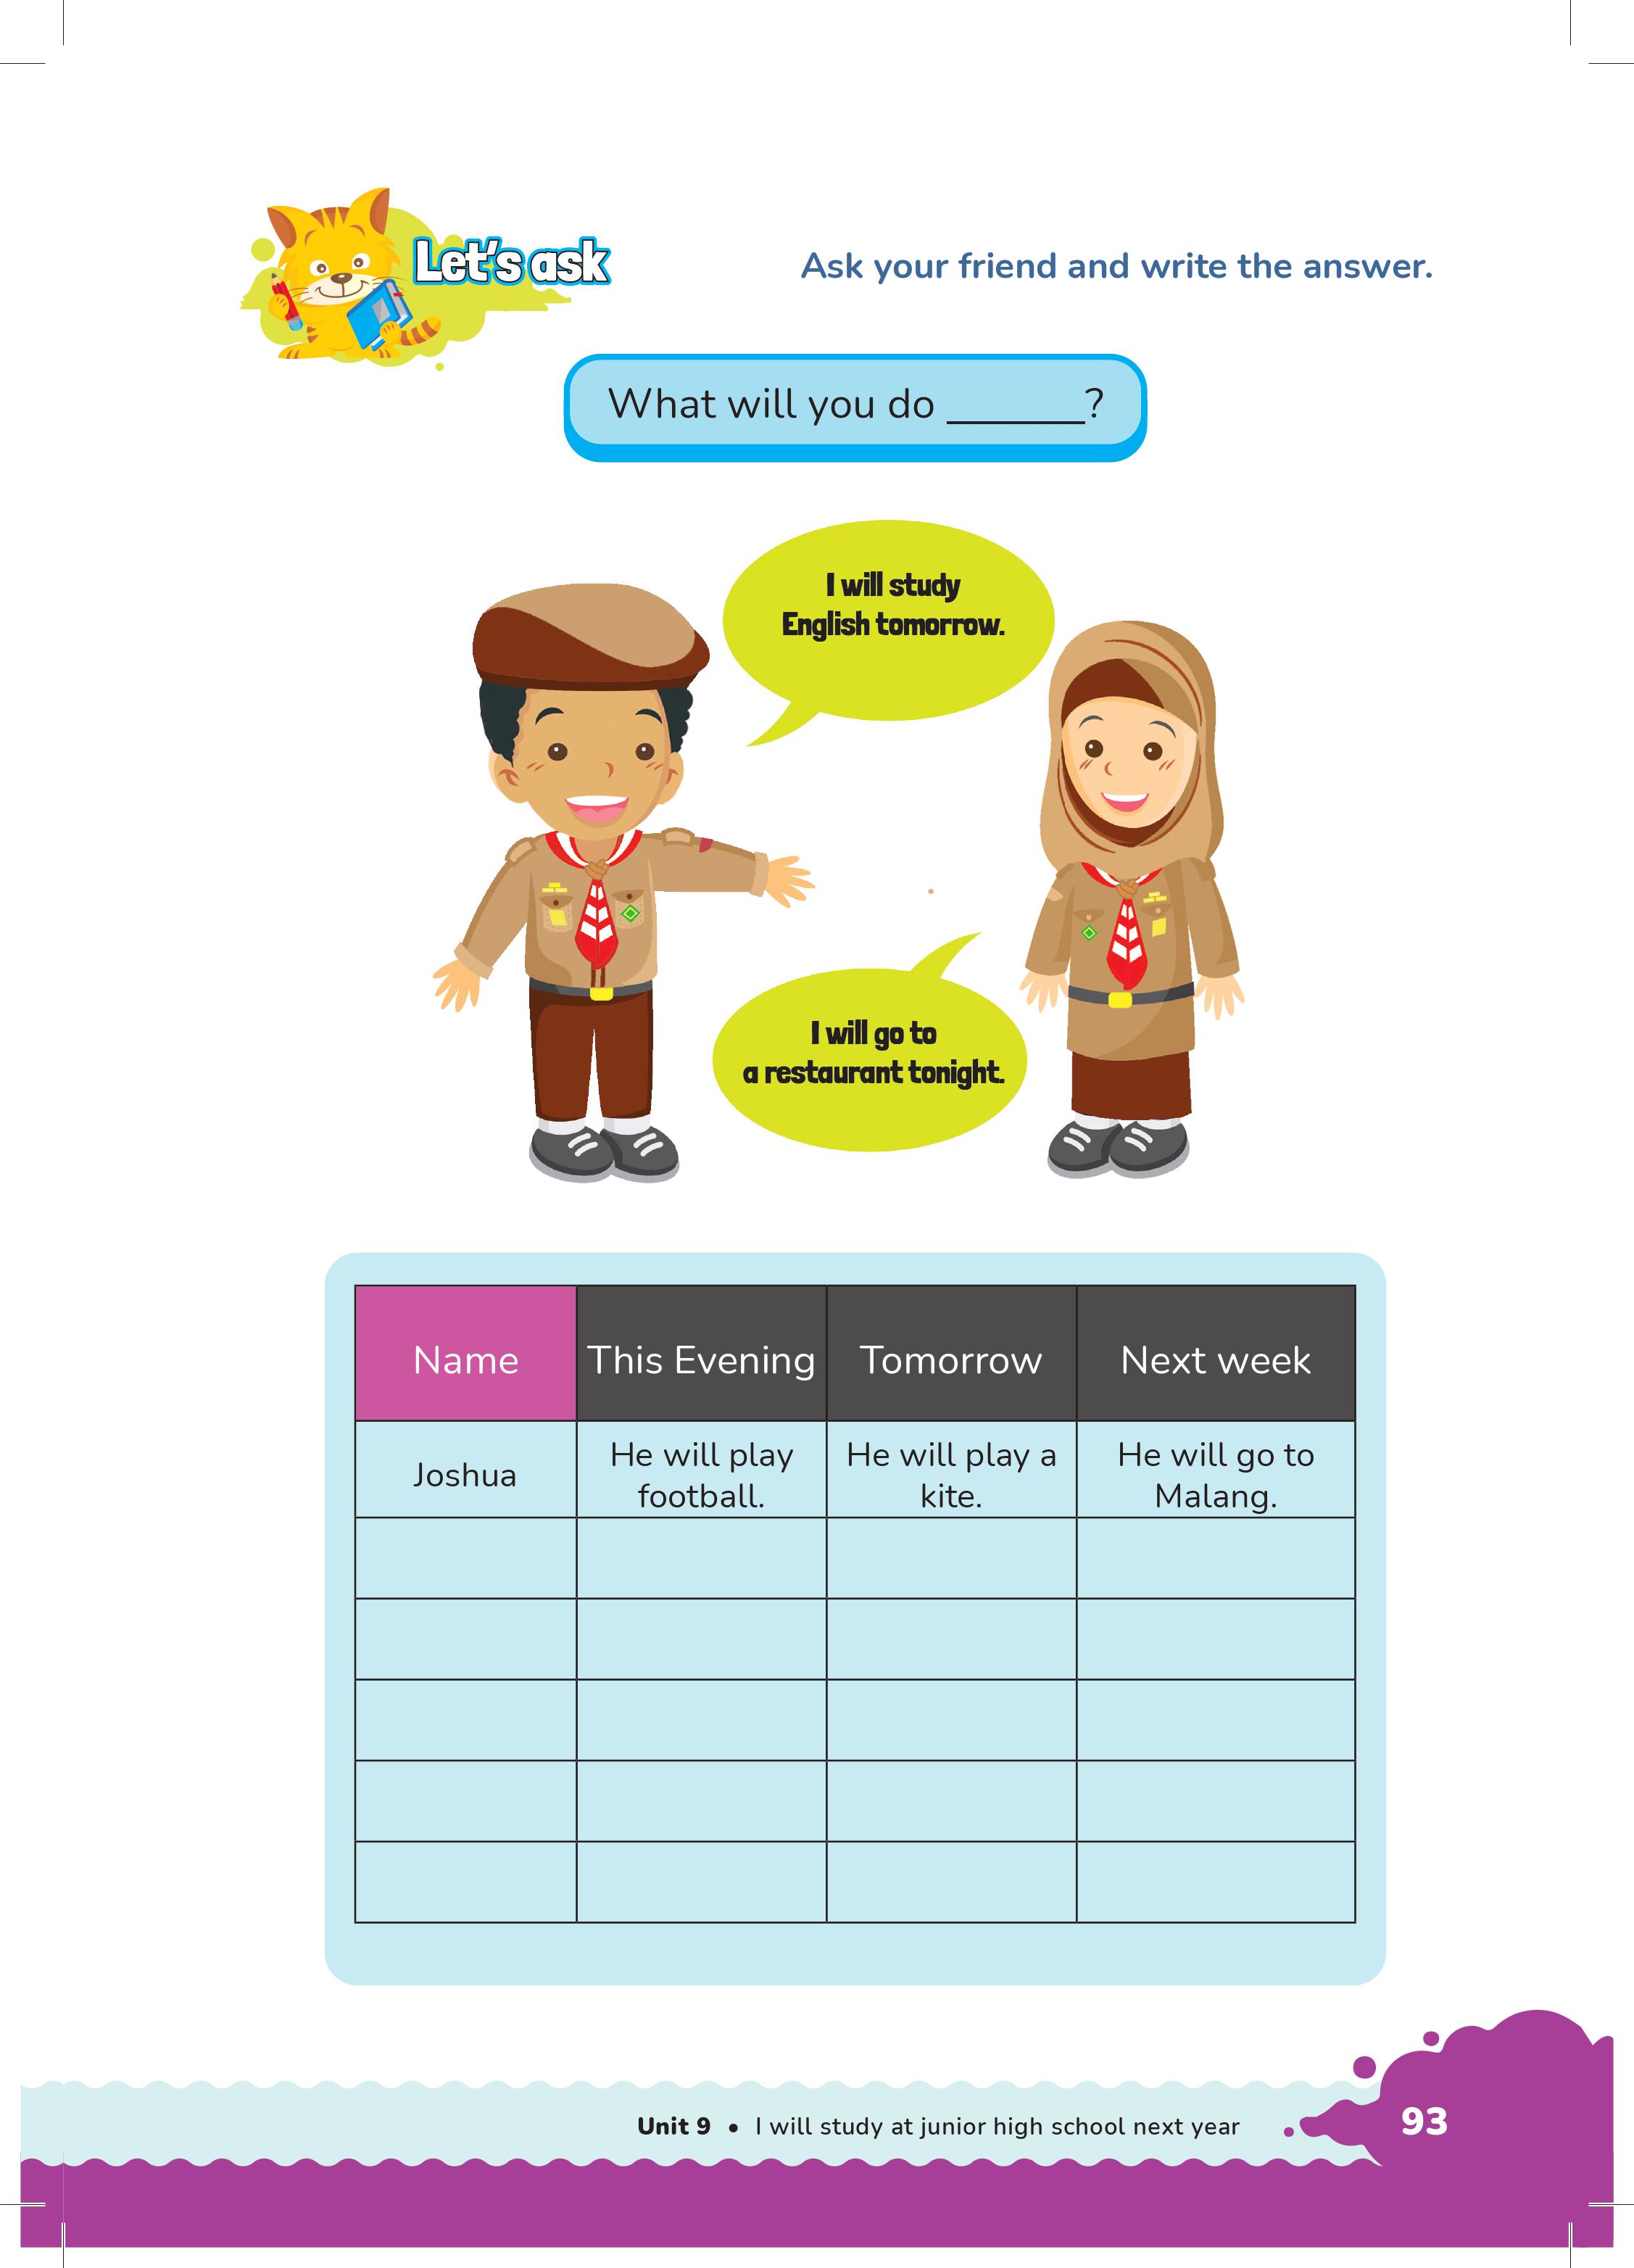 Let's ask
Ask your friend and write the answer.
What will you do _______?
I will study
English tomorrow.
I will go to
a restaurant tonight.
Name This Evening Tomorrow Next week
Joshua He will play football. He will play a kite. He will go to Malang.
Unit 9 • I will study at junior high school next year
93